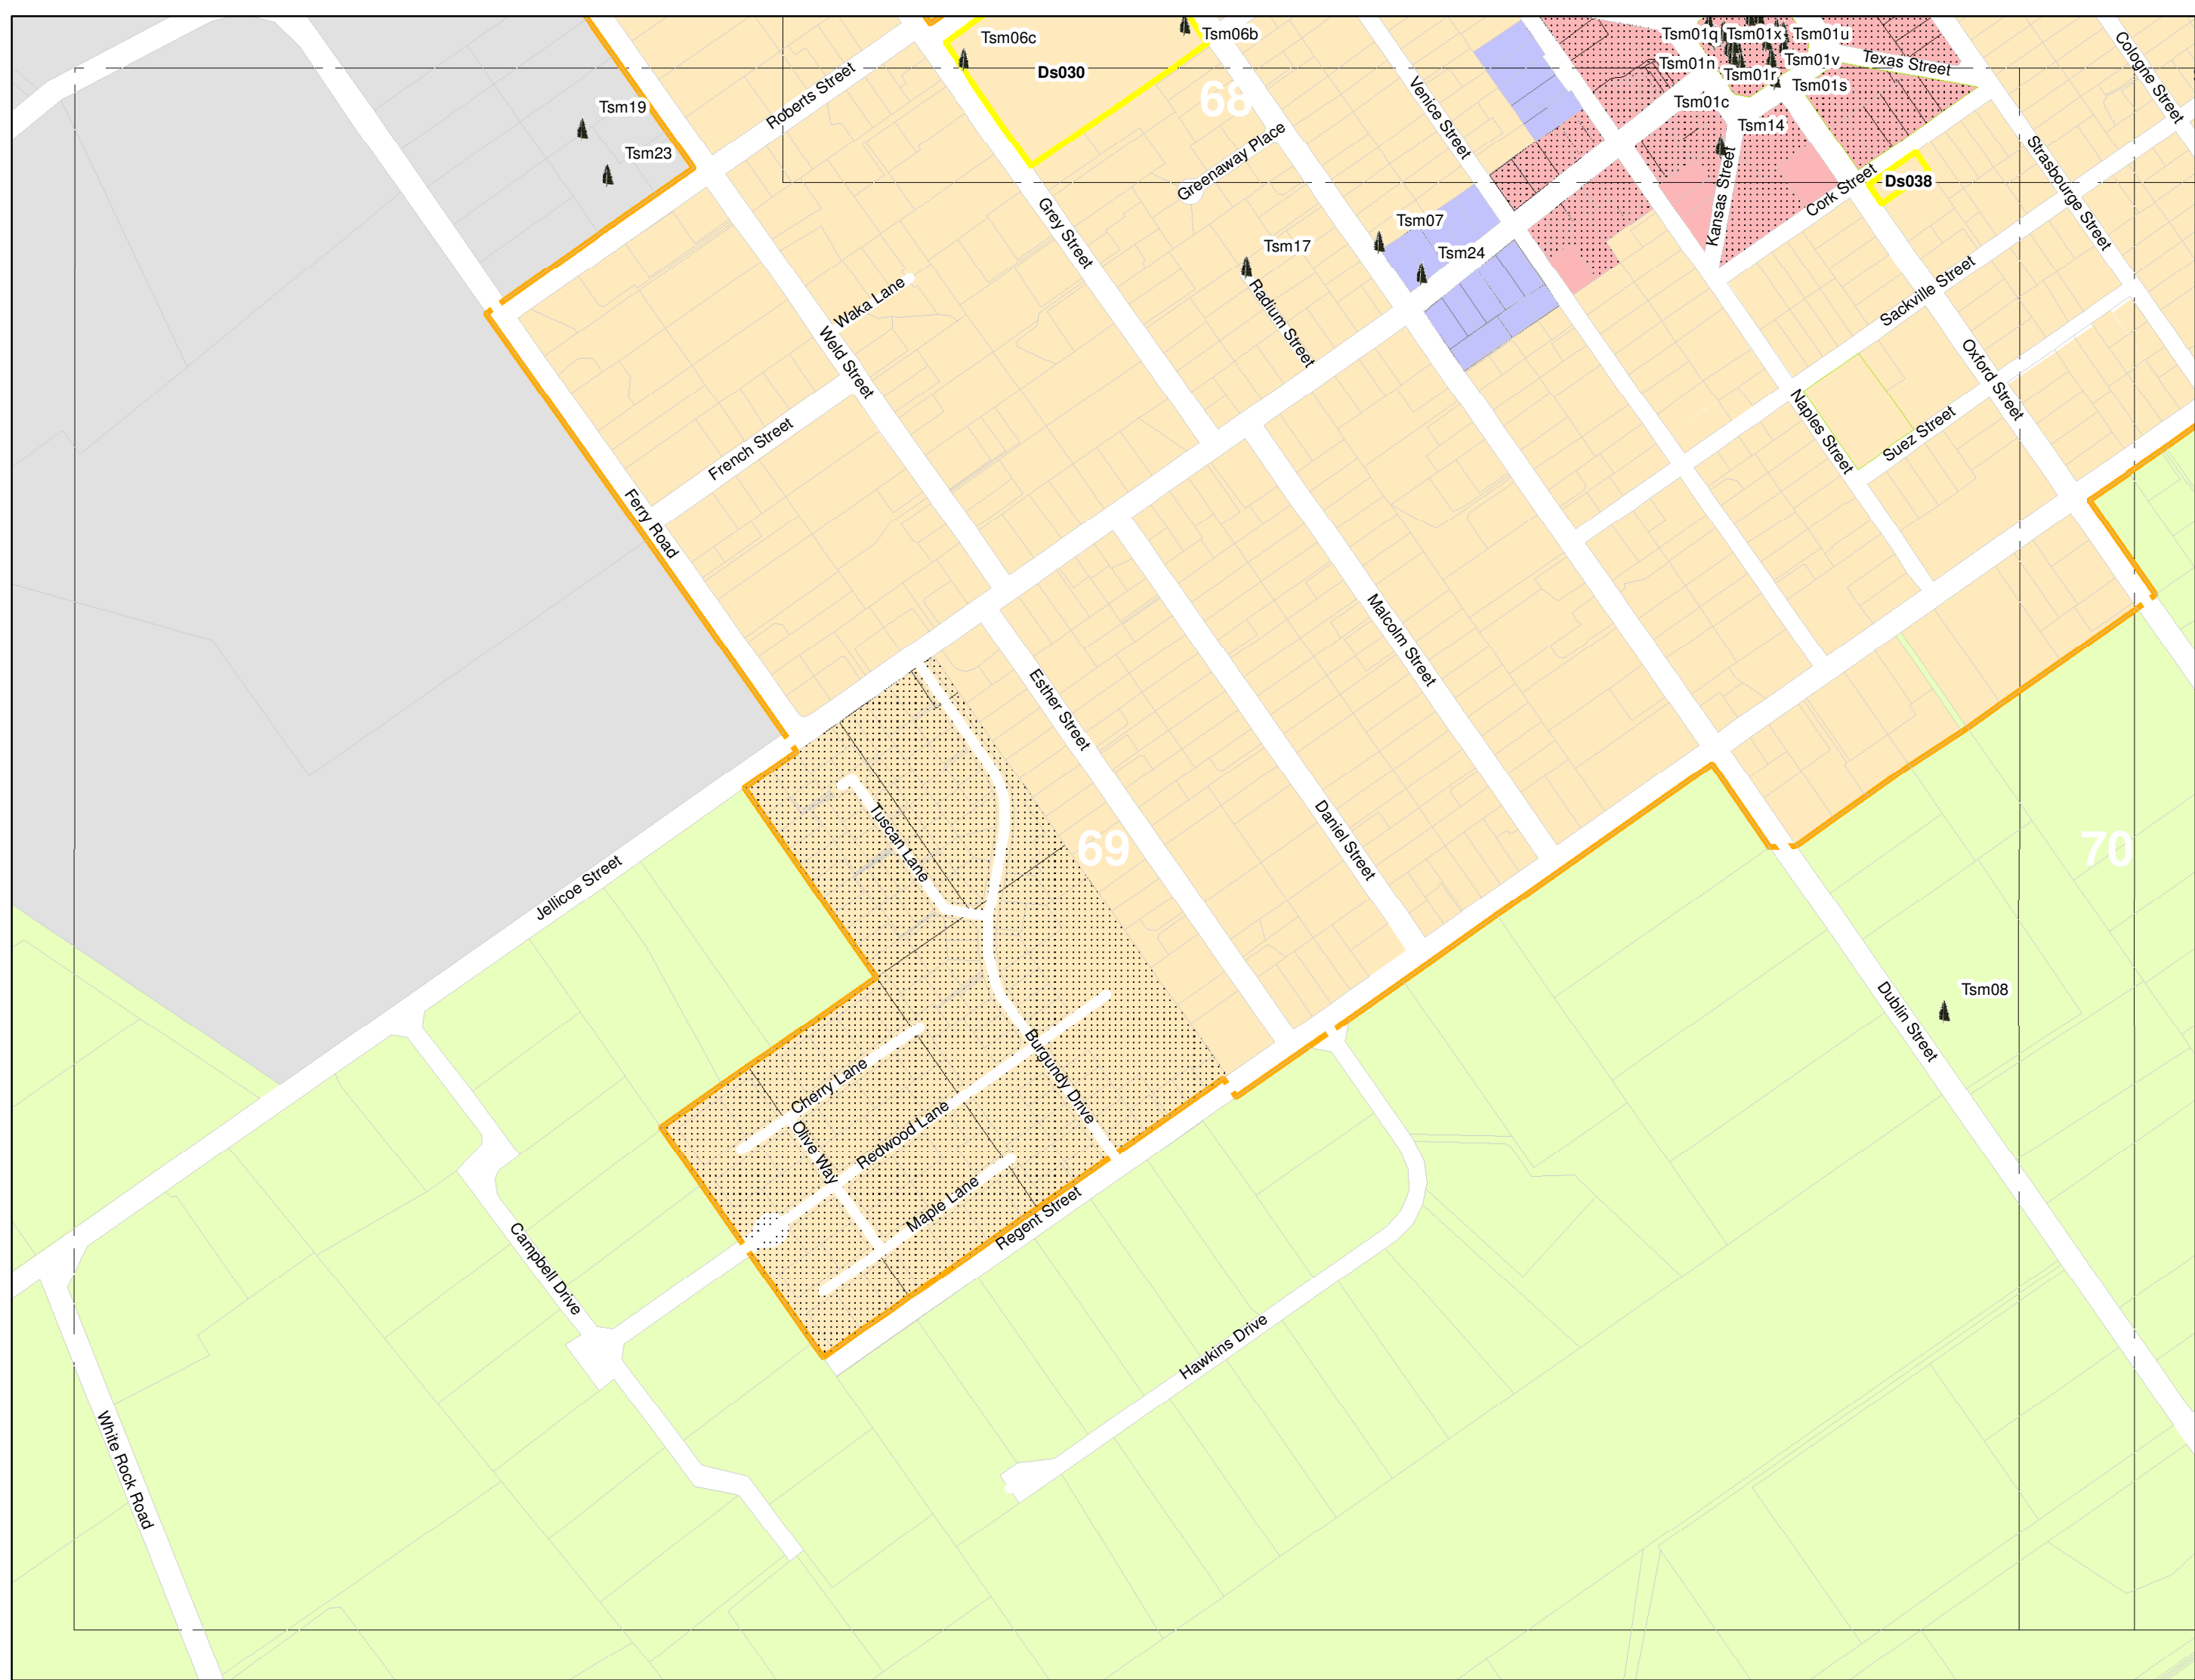 Tsm06c
Tsm06b
Tsm01q
Tsm01x
Tsm01u
Cologne Street
Tsm01n
Tsm01v
Texas Street
Ds030
Tsm01r
Tsm01s
Roberts Street
68
Venice Street
Tsm01c
Tsm19
Tsm14
Tsm23
Greenaway Place
Kansas Street
Cork Street
Ds038
Strasbourge Street
Grey Street
Tsm07
Tsm17
Tsm24
Waka Lane
Radium Street
Sackville Street
Weld Street
Oxford Street
French Street
Naples Street
Suez Street
Ferry Road
Malcolm Street
Esther Street
Tuscan Lane
69
Daniel Street
70
Jellicoe Street
Tsm08
Dublin Street
Cherry Lane
Burgundy Drive
Olive Way
Redwood Lane
Maple Lane
Regent Street
Campbell Drive
Hawkins Drive
White Rock Road